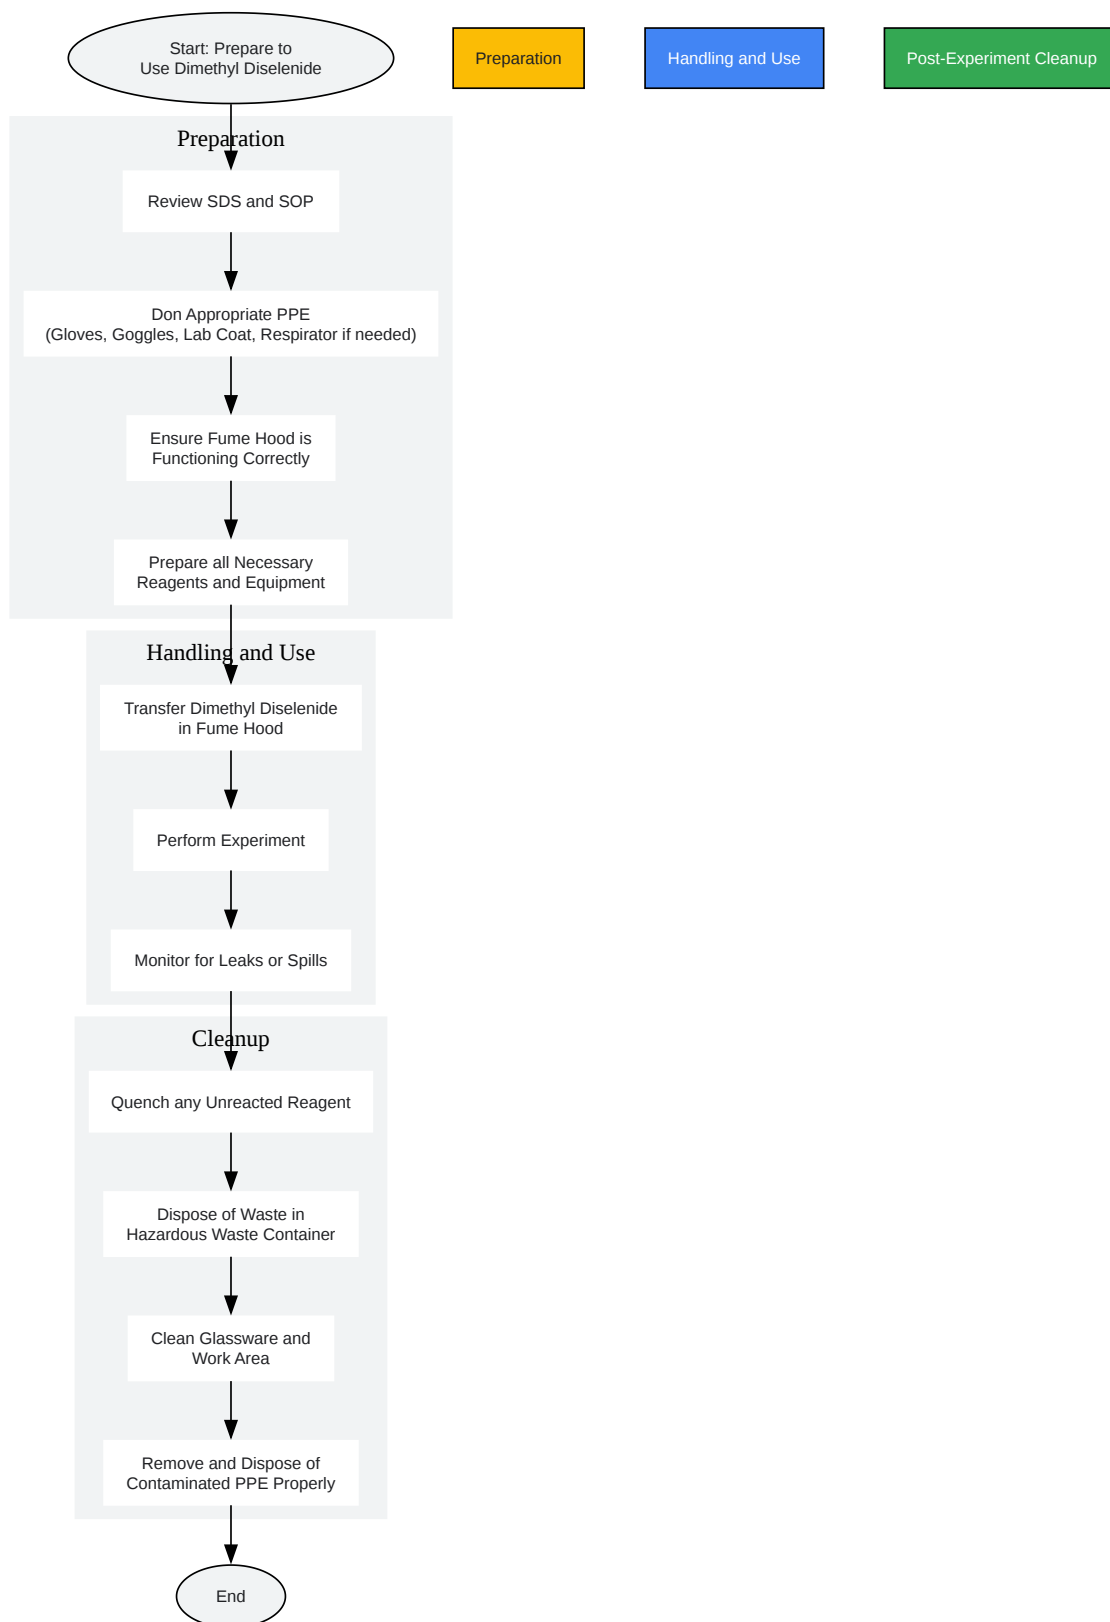 Start: Prepare to
Use Dimethyl Diselenide
Preparation
Handling and Use
Post-Experiment Cleanup
Preparation
Review SDS and SOP
Don Appropriate PPE
(Gloves, Goggles, Lab Coat, Respirator if needed)
Ensure Fume Hood is
Functioning Correctly
Prepare all Necessary
Reagents and Equipment
Handling and Use
Transfer Dimethyl Diselenide
in Fume Hood
Perform Experiment
Monitor for Leaks or Spills
Cleanup
Quench any Unreacted Reagent
Dispose of Waste in
Hazardous Waste Container
Clean Glassware and
Work Area
Remove and Dispose of
Contaminated PPE Properly
End